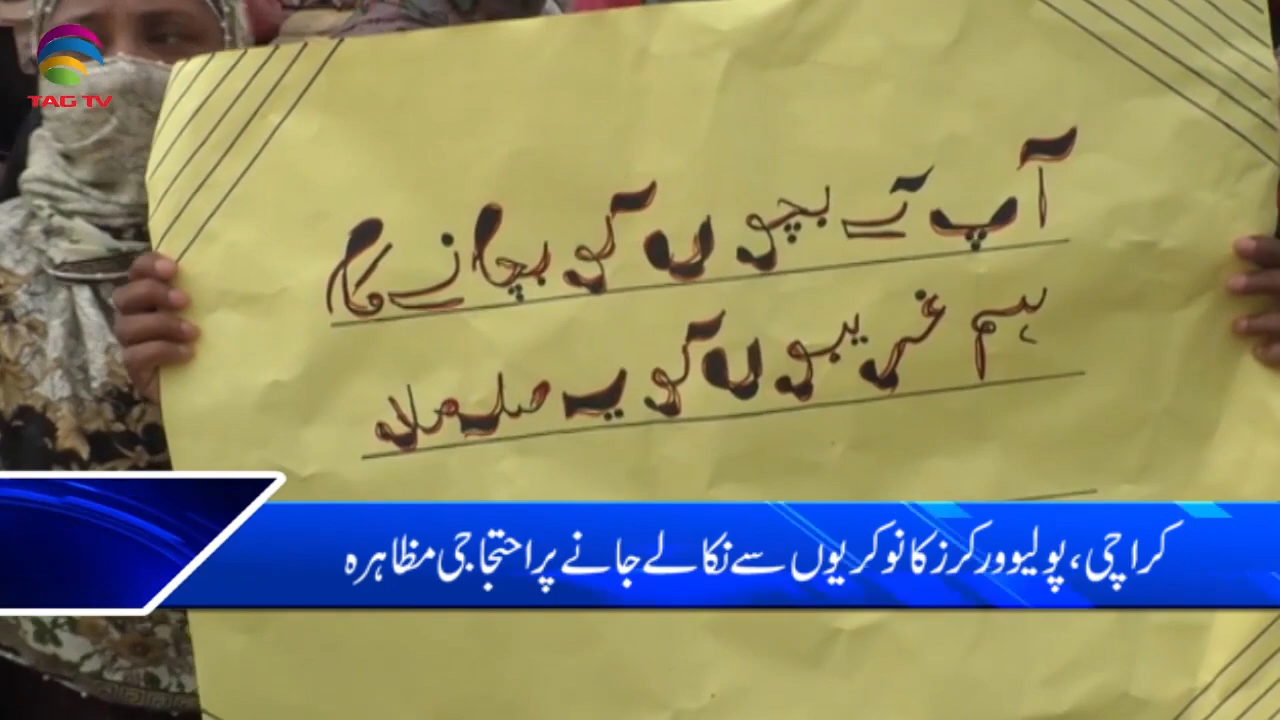 TAG TV
آپ کے بچوں کو بچانے کا
ہم غریبوں کو یہ صلہ ملا
کراچی، پولیو ورکرز کا نوکریوں سے نکالے جانے پر احتجاجی مظاہرہ